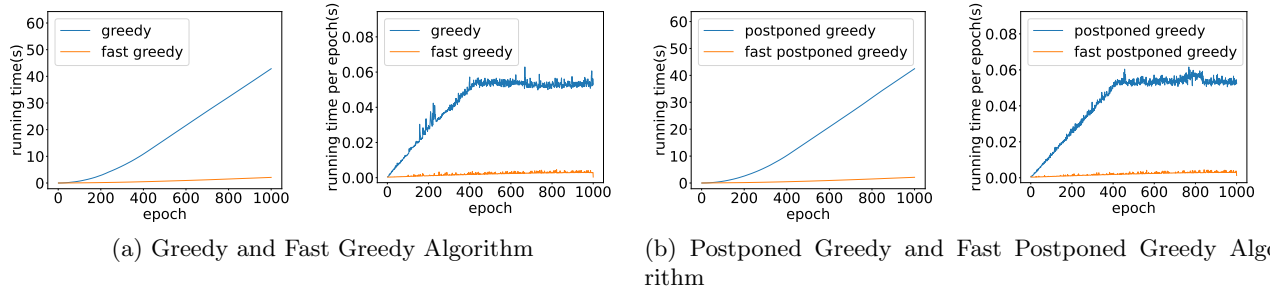 running time(s)
60
50
40
30
20
10
0
0 200 400 600 800 1000
epoch
greedy
fast greedy
running time per epoch(s)
0.08
0.06
0.04
0.02
0.00
0 200 400 600 800 1000
epoch
greedy
fast greedy
running time(s)
60
50
40
30
20
10
0
0 200 400 600 800 1000
epoch
postponed greedy
fast postponed greedy
running time per epoch(s)
0.08
0.06
0.04
0.02
0.00
0 200 400 600 800 1000
epoch
postponed greedy
fast postponed greedy
(a) Greedy and Fast Greedy Algorithm
(b) Postponed Greedy and Fast Postponed Greedy Algo
rithm